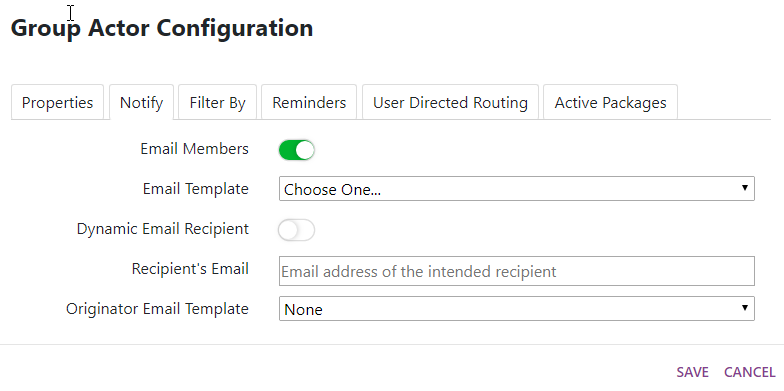 Group Actor Configuration
Properties Notify Filter By Reminders User Directed Routing Active Packages
Email Members
Email Template Choose One...
Dynamic Email Recipient
Recipient's Email Email address of the intended recipient
Originator Email Template None
SAVE CANCEL